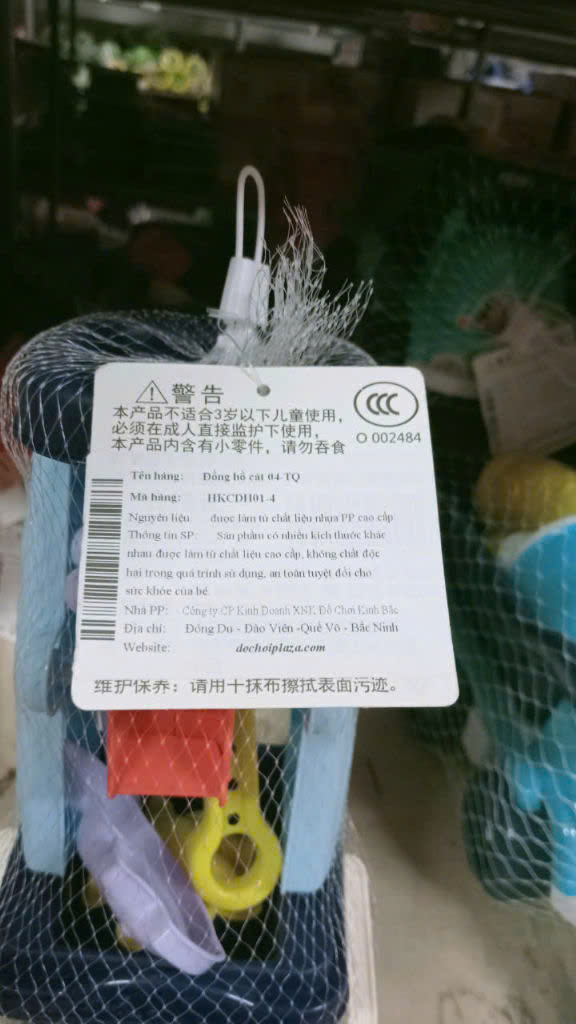 警告
本产品不适合3岁以下儿童使用，
必须在成人直接监护下使用，
本产品内含有小零件，请勿吞食
CCC
O 002484
Tên hàng: Đồng hồ cát 04-TQ
Mã hàng: HKCDH01-4
Nguyên liệu: được làm từ chất liệu nhựa PP cao cấp
Thông tin SP: Sản phẩm có nhiều kích thước khác
nhau được làm từ chất liệu cao cấp, không chất độc
hại trong quá trình sử dụng, an toàn tuyệt đối cho
sức khỏe của bé.
Nhà PP: Công ty CP Kinh Doanh XNK Đồ Chơi Kinh Bắc
Địa chỉ: Đông Du - Đào Viên -Quế Võ - Bắc Ninh
Website: dochoiplaza.com
维护保养：请用干抹布擦拭表面污迹。